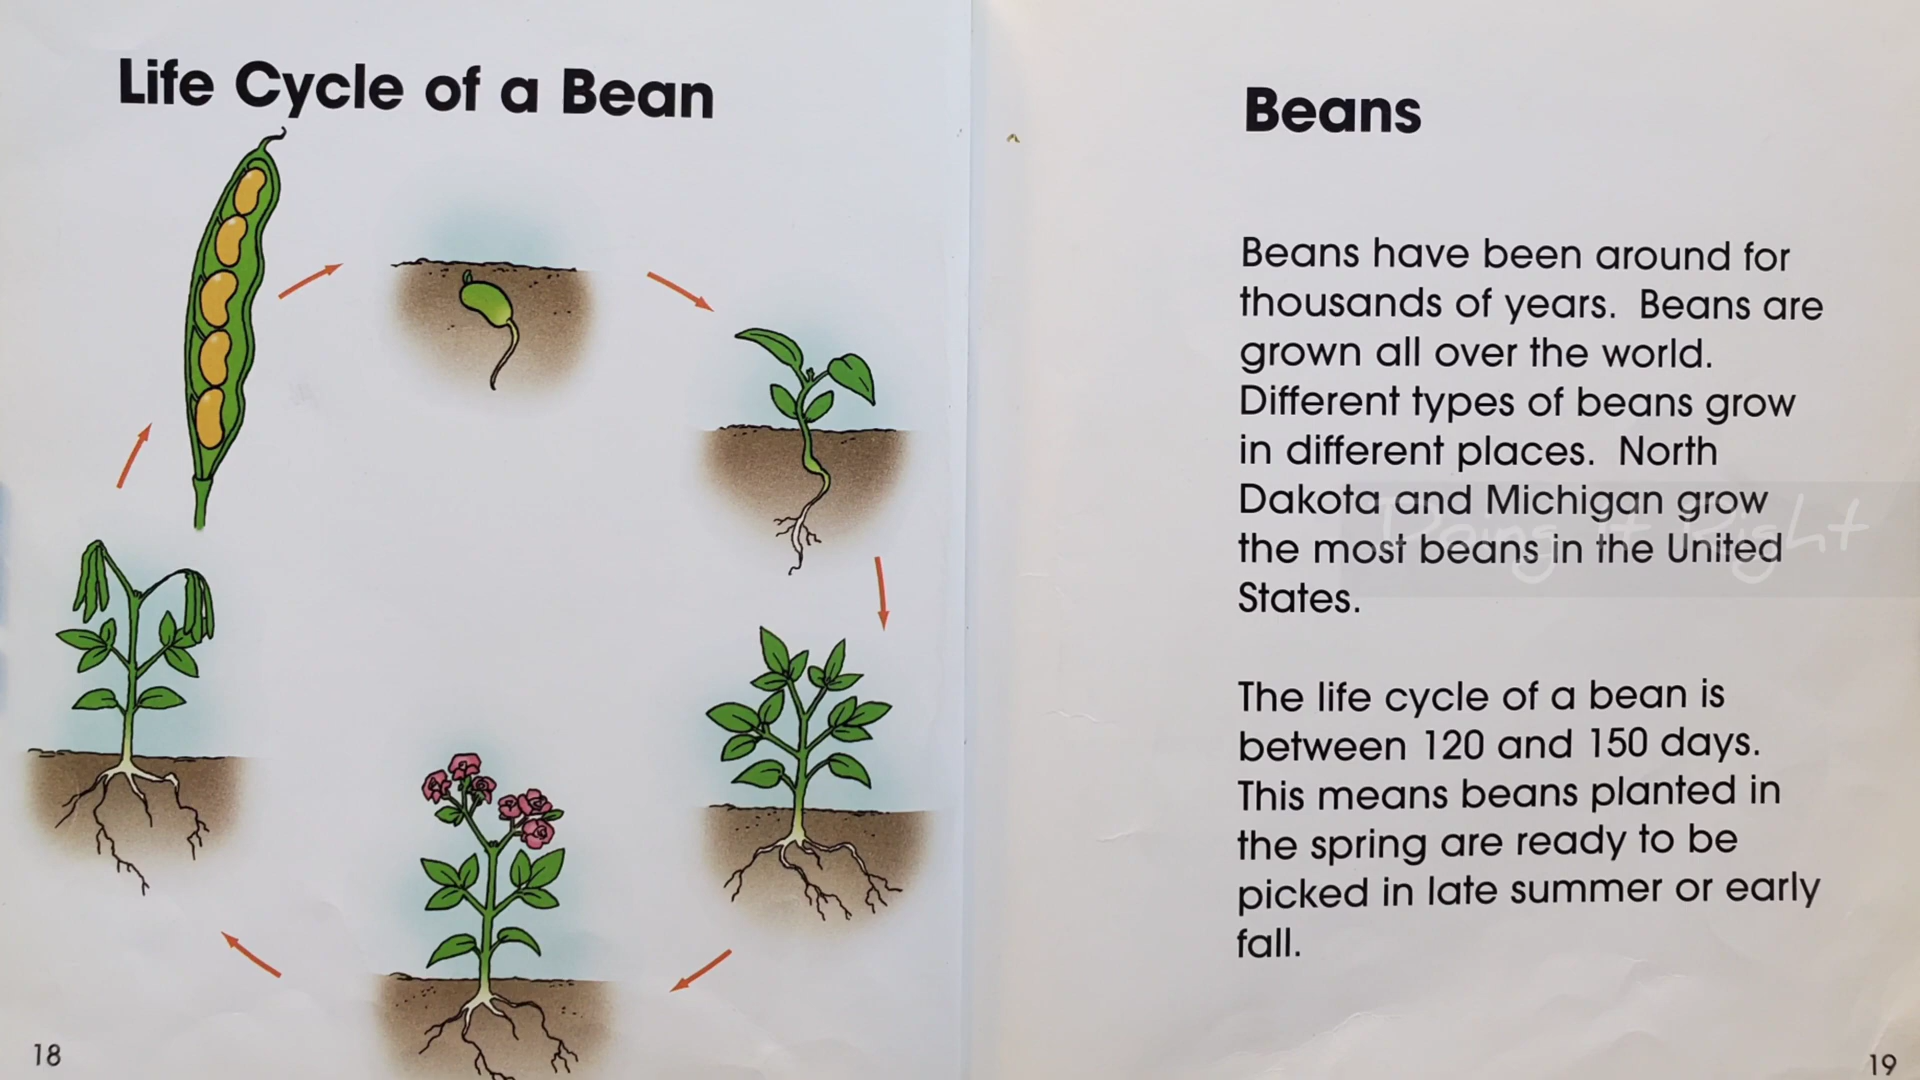 Life Cycle of a Bean
18
Beans
Beans have been around for
thousands of years. Beans are
grown all over the world.
Different types of beans grow
in different places. North
Dakota and Michigan grow
the most beans in the United
States.
Doing It Right
The life cycle of a bean is
between 120 and 150 days.
This means beans planted in
the spring are ready to be
picked in late summer or early
fall.
19